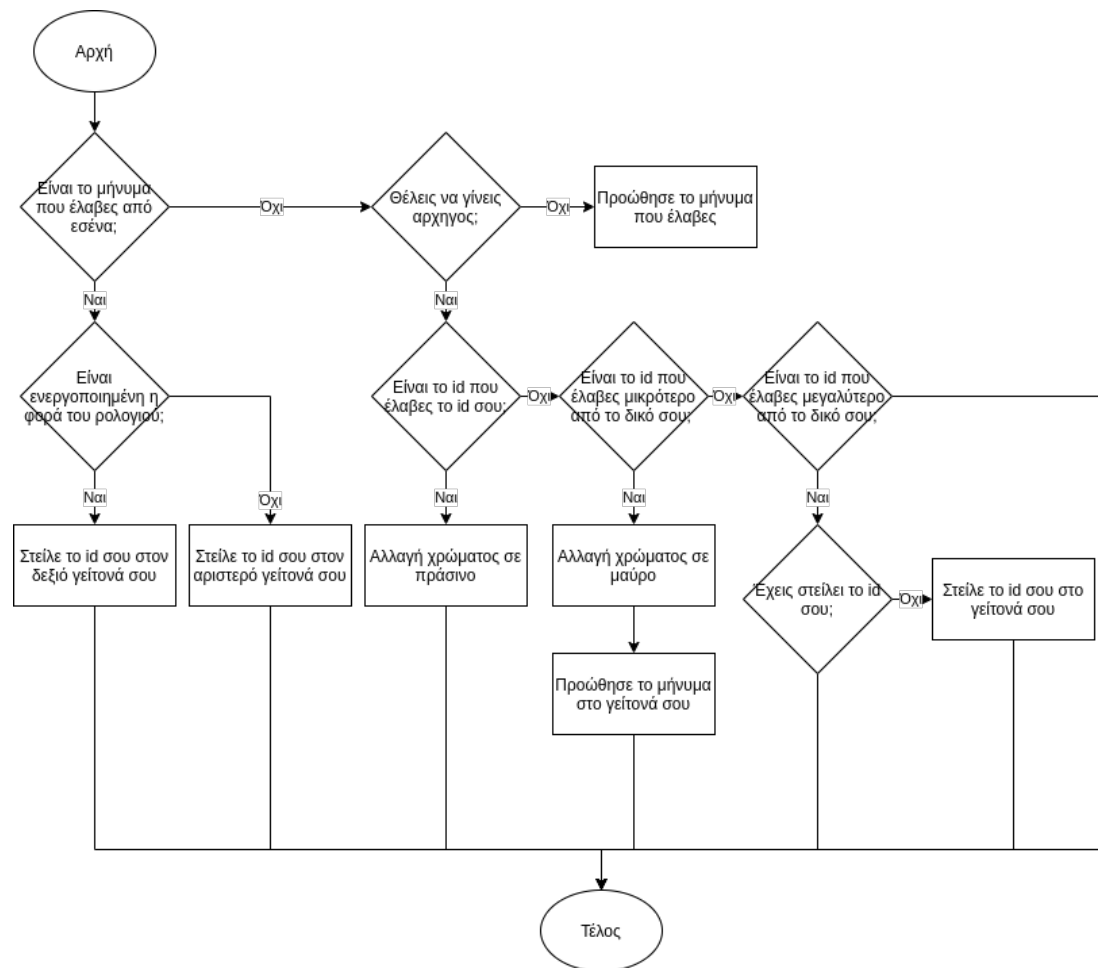 Αρχή
Είναι το μήνυμα
που έλαβες από
εσένα;
Όχι
Θέλεις να γίνεις
αρχηγος;
Όχι
Προώθησε το μήνυμα
που έλαβες
Ναι
Ναι
Είναι
ενεργοποιημένη η
φορά του ρολογιού;
Είναι το id που
έλαβες το id σου;
Όχι
Είναι το id που
έλαβες μικρότερο
από το δικό σου;
Όχι
Είναι το id που
έλαβες μεγαλύτερο
από το δικό σου;
Ναι
Όχι
Ναι
Ναι
Ναι
Στείλε το id σου στον
δεξιό γείτονά σου
Στείλε το id σου στον
αριστερό γείτονά σου
Αλλαγή χρώματος σε
πράσινο
Αλλαγή χρώματος σε
μαύρο
Έχεις στείλει το id
σου;
Όχι
Στείλε το id σου στο
γείτονά σου
Προώθησε το μήνυμα
στο γείτονά σου
Τέλος